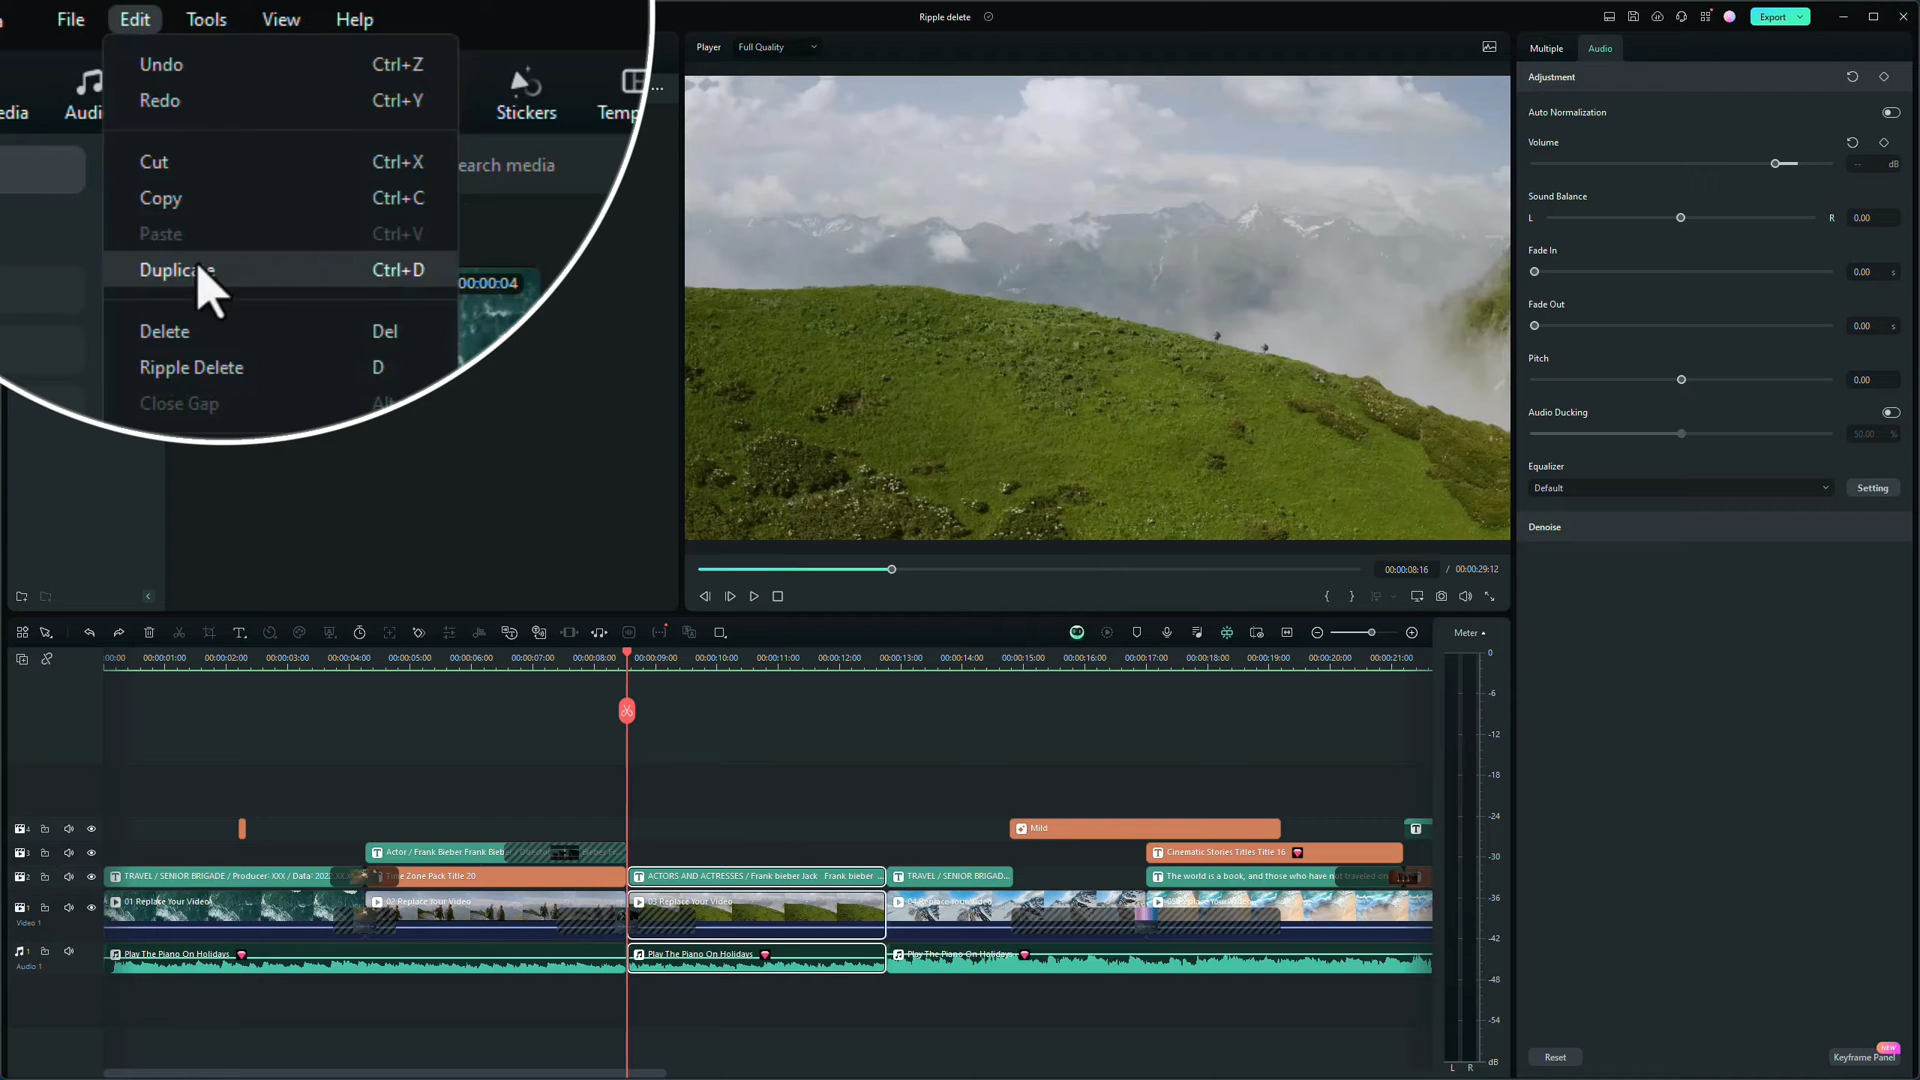 File Edit Tools View Help
Ripple delete
Export
Undo Ctrl+Z
Redo Ctrl+Y
Cut Ctrl+X
Copy Ctrl+C
Paste Ctrl+V
Duplicate Ctrl+D
Delete Del
Ripple Delete D
Close Gap
edia Audi Stickers Temp ...
earch media
00:00:04
Player Full Quality
00:00:08:16 / 00:00:29:12
Multiple Audio
Adjustment
Auto Normalization
Volume
-- dB
Sound Balance
L R 0.00
Fade In
0.00 s
Fade Out
0.00 s
Pitch
0.00
Audio Ducking
50.00 %
Equalizer
Default Setting
Denoise
Reset NEW Keyframe Panel
Meter
:00:00 00:00:01:00 00:00:02:00 00:00:03:00 00:00:04:00 00:00:05:00 00:00:06:00 00:00:07:00 00:00:08:00 00:00:09:00 00:00:10:00 00:00:11:00 00:00:12:00 00:00:13:00 00:00:14:00 00:00:15:00 00:00:16:00 00:00:17:00 00:00:18:00 00:00:19:00 00:00:20:00 00:00:21:00
0
-6
-12
-18
-24
-30
-36
-42
-48
-54
dB
L R
4 Mild
3 Actor / Frank Bieber Frank Bieb Cinematic Stories Titles Title 16
2 TRAVEL / SENIOR BRIGADE / Producer: XXX / Data: 202 Time Zone Pack Title 20 ACTORS AND ACTRESSES / Frank bieber Jack Frank bieber ... TRAVEL / SENIOR BRIGAD... The world is a book, and those who have not traveled on
1 01 Replace Your Video 02 Replace Your Video 03 Replace Your Video 04 Replace Your Video 05 Replace Your Video
Video 1
1 Play The Piano On Holidays Play The Piano On Holidays Play The Piano On Holidays
Audio 1